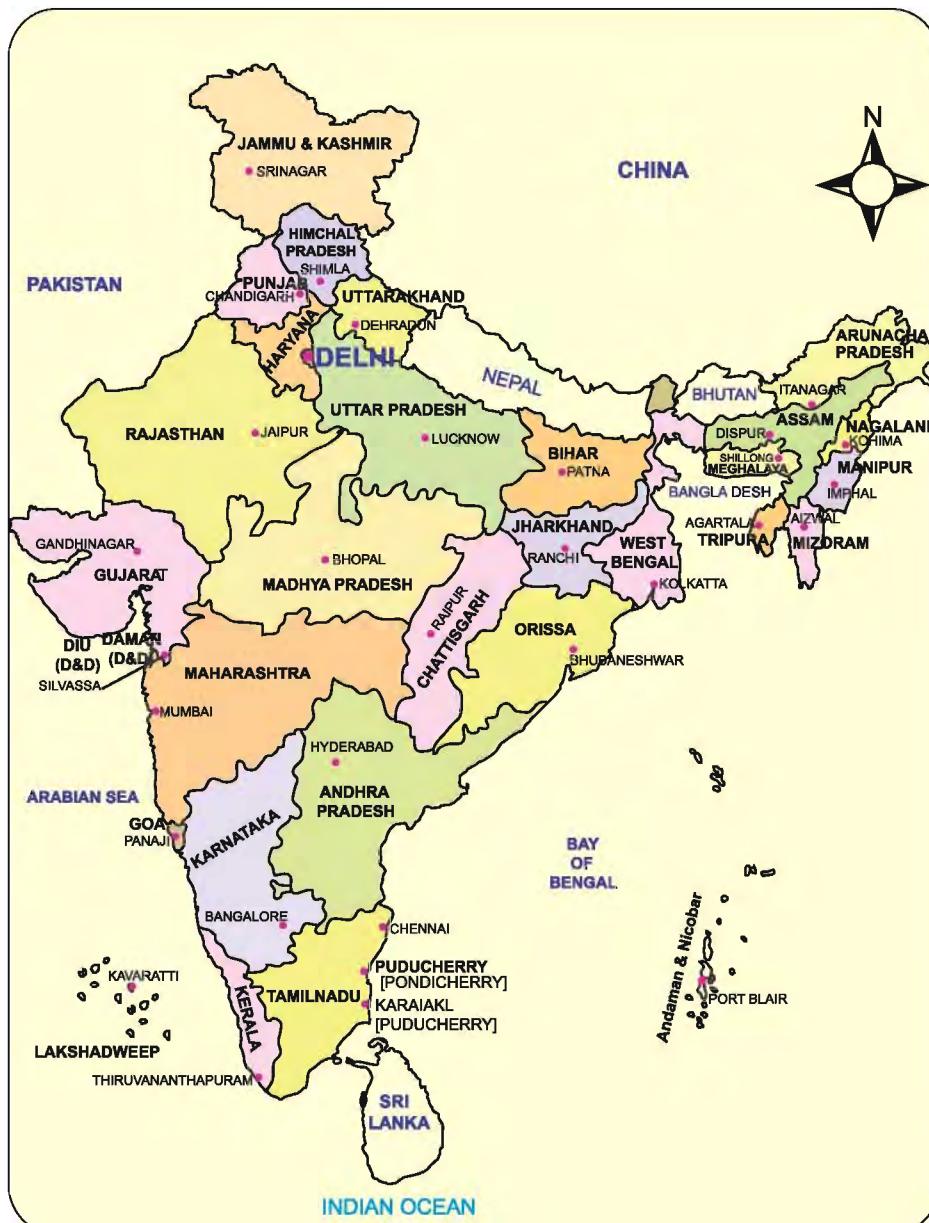 N
JAMMU & KASHMIR
SRINAGAR
CHINA
HIMCHAL
PRADESH
SHIMLA
PAKISTAN
PUNJAB
CHANDIGARH
UTTARAKHAND
DEHRADUN
HARYANA
DELHI
ARUNACHA
PRADESH
NEPAL
BHUTAN
ITANAGAR
ASSAM
UTTAR PRADESH
LUCKNOW
RAJASTHAN
JAIPUR
DISPUR
NAGALAND
KOHIMA
BIHAR
PATNA
SHILLONG
MEGHALAYA
MANIPUR
IMPHAL
BANGLA DESH
JHARKHAND
RANCHI
WEST
BENGAL
AGARTALA
TRIPURA
AIZWAL
MIZORAM
GANDHINAGAR
GUJARAT
BHOPAL
MADHYA PRADESH
KOLKATTA
RAIPUR
CHATTISGARH
ORISSA
BHUBANESHWAR
DIU
(D&D)
DAMAN
(D&D)
SILVASSA
MAHARASHTRA
MUMBAI
HYDERABAD
ANDHRA
PRADESH
ARABIAN SEA
GOA
PANAJI
KARNATAKA
BAY
OF
BENGAL
BANGALORE
CHENNAI
Andaman & Nicobar
PORT BLAIR
KAVARATTI
LAKSHADWEEP
KERALA
TAMILNADU
PUDUCHERRY
[PONDICHERRY]
KARAIAKL
[PUDUCHERRY]
THIRUVANANTHAPURAM
SRI
LANKA
INDIAN OCEAN